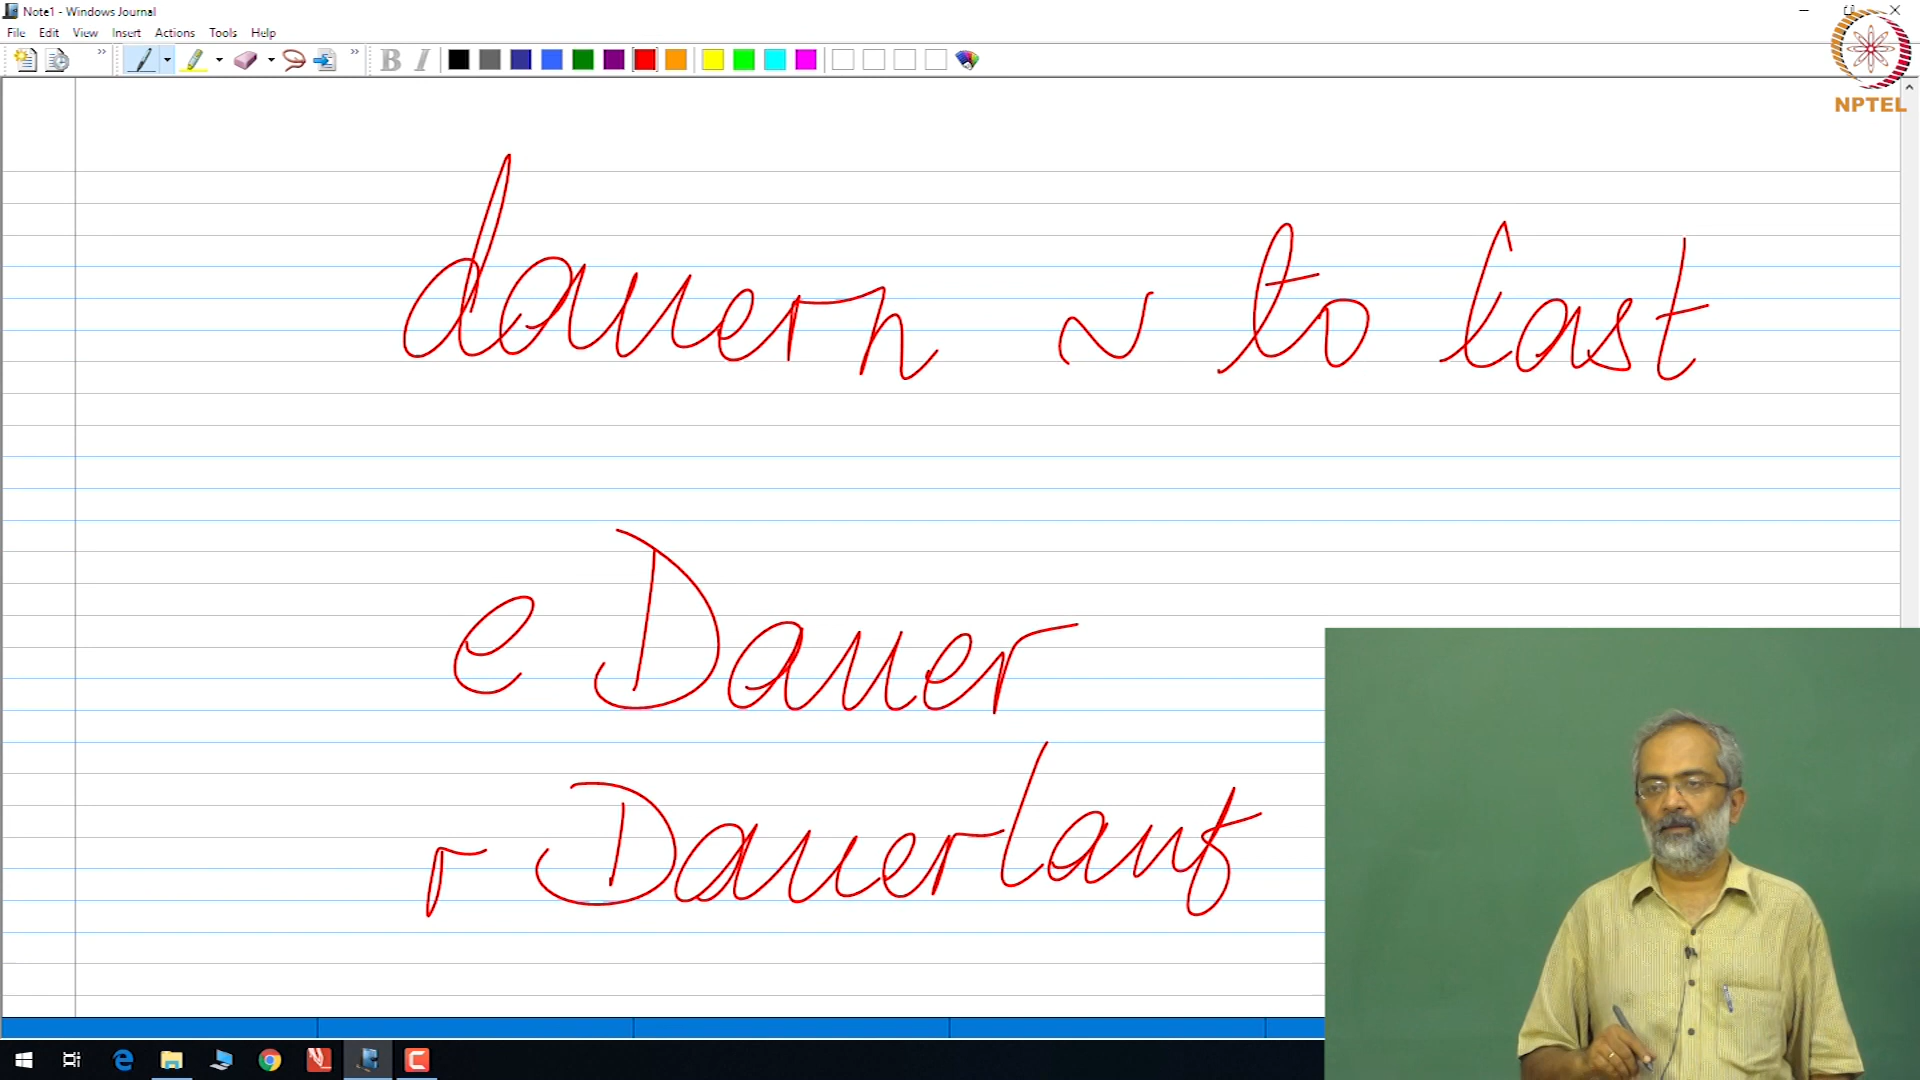 Note1 - Windows Journal
File Edit View Insert Actions Tools Help
B I
NPTEL
dauern ~ to last
e Dauer
r Dauerlauf